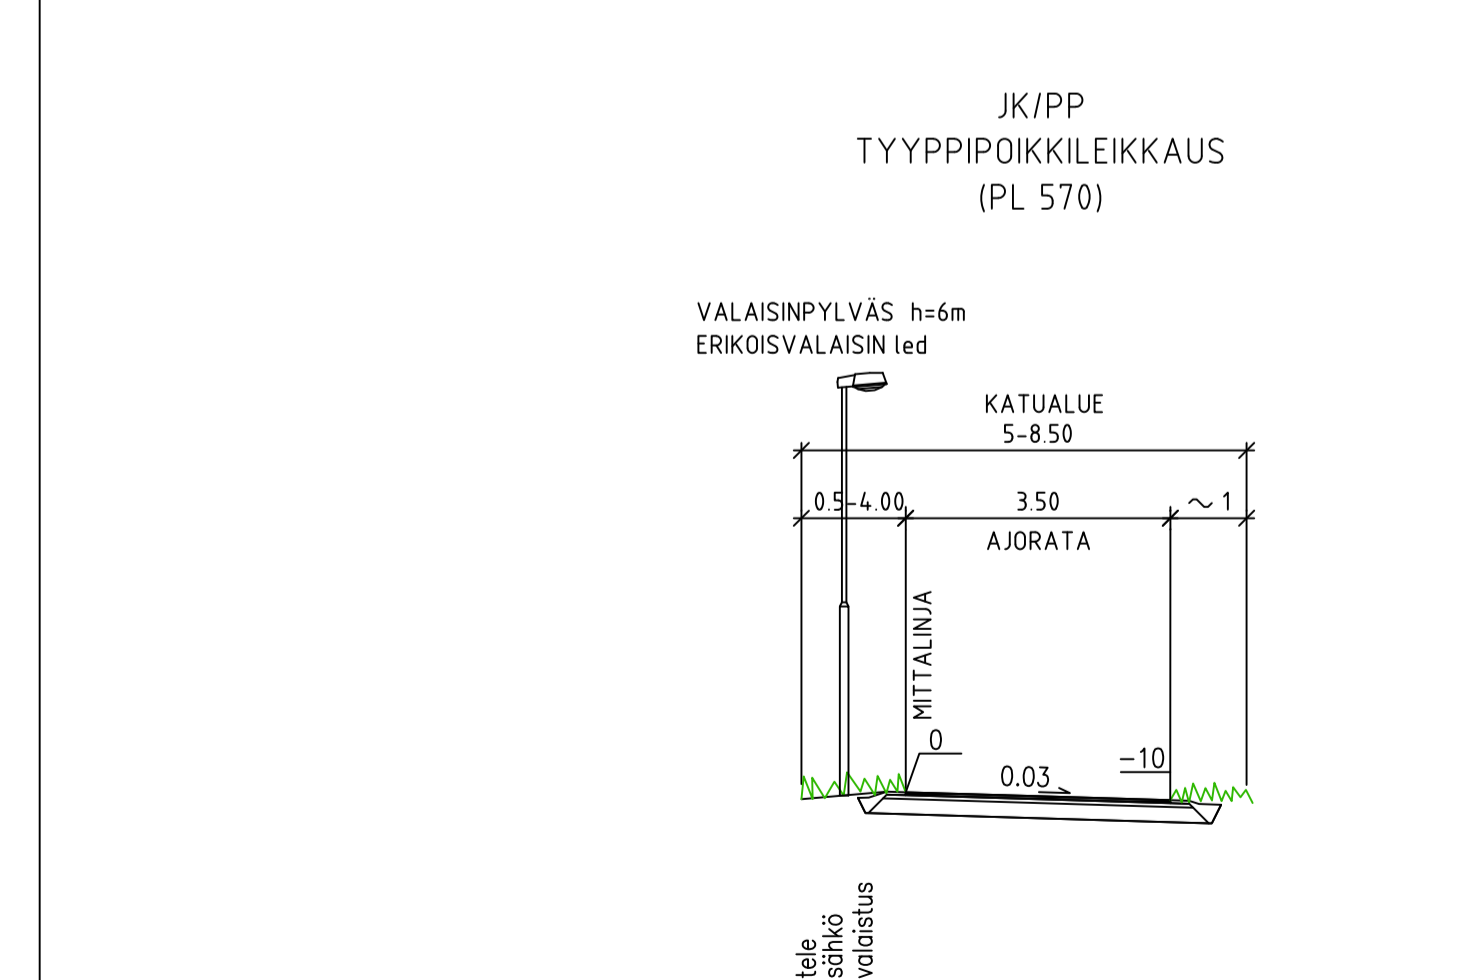 JK/PP
TYYPPIPOIKKILEIKKAUS
(PL 570)
VALAISINPYLVÄS h=6m
ERIKOISVALAISIN led
KATUALUE
5-8.50
0.5-4.00
3.50
~ 1
AJORATA
MITTALINJA
0
-10
0.03
tele
sähkö
valaistus